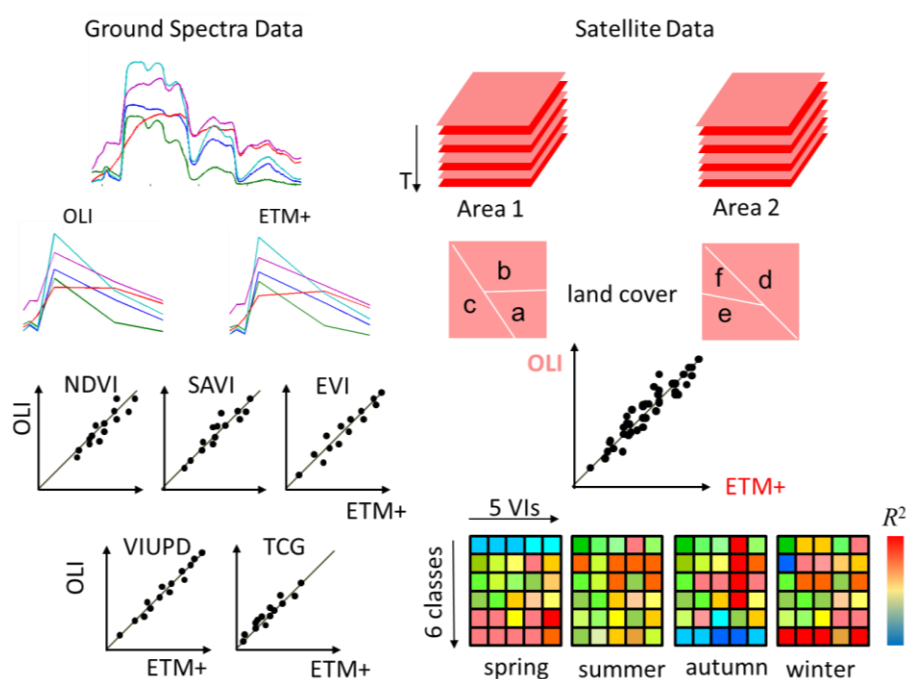 Ground Spectra Data
Satellite Data
T
Area 1
Area 2
OLI
ETM+
b
c
a
land cover
f
d
e
NDVI
SAVI
EVI
OLI
ETM+
OLI
ETM+
VIUPD
TCG
OLI
ETM+
ETM+
5 VIs
R²
6 classes
spring
summer
autumn
winter